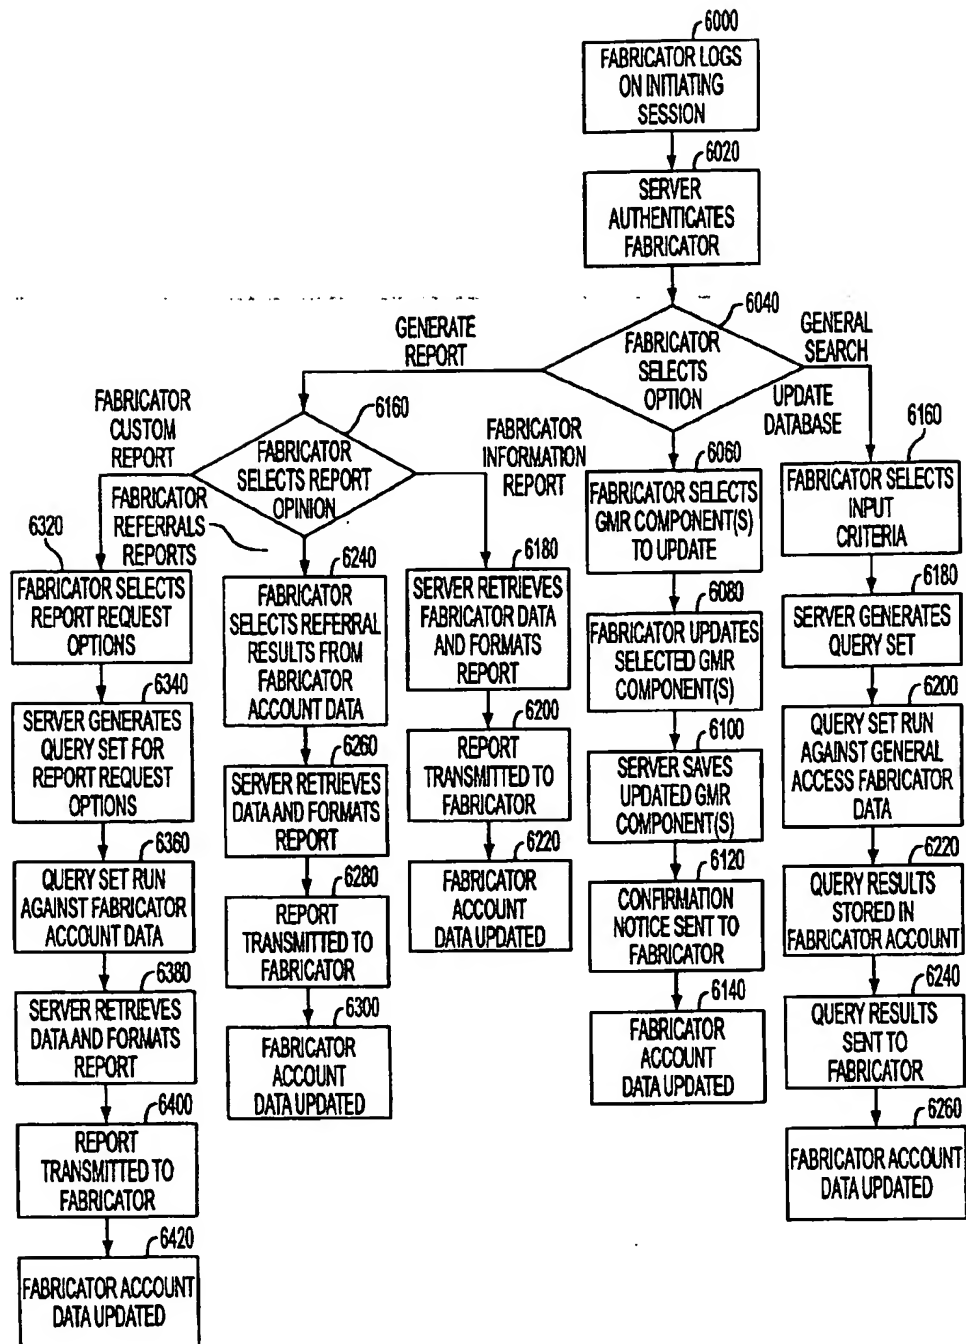 6000
FABRICATOR LOGS
ON INITIATING
SESSION
6020
SERVER
AUTHENTICATES
FABRICATOR
6040
FABRICATOR
SELECTS
OPTION
GENERATE
REPORT
GENERAL
SEARCH
UPDATE
DATABASE
6160
FABRICATOR
SELECTS REPORT
OPINION
FABRICATOR
CUSTOM
REPORT
FABRICATOR
REFERRALS
REPORTS
FABRICATOR
INFORMATION
REPORT
6320
FABRICATOR SELECTS
REPORT REQUEST
OPTIONS
6340
SERVER GENERATES
QUERY SET FOR
REPORT REQUEST
OPTIONS
6360
QUERY SET RUN
AGAINST FABRICATOR
ACCOUNT DATA
6380
SERVER RETRIEVES
DATA AND FORMATS
REPORT
6400
REPORT
TRANSMITTED TO
FABRICATOR
6420
FABRICATOR ACCOUNT
DATA UPDATED
6240
FABRICATOR
SELECTS REFERRAL
RESULTS FROM
FABRICATOR
ACCOUNT DATA
6260
SERVER RETRIEVES
DATA AND FORMATS
REPORT
6280
REPORT
TRANSMITTED TO
FABRICATOR
6300
FABRICATOR
ACCOUNT
DATA UPDATED
6180
SERVER RETRIEVES
FABRICATOR DATA
AND FORMATS
REPORT
6200
REPORT
TRANSMITTED TO
FABRICATOR
6220
FABRICATOR
ACCOUNT
DATA UPDATED
6060
FABRICATOR SELECTS
GMR COMPONENT(S)
TO UPDATE
6080
FABRICATOR UPDATES
SELECTED GMR
COMPONENT(S)
6100
SERVER SAVES
UPDATED GMR
COMPONENT(S)
6120
CONFIRMATION
NOTICE SENT TO
FABRICATOR
6140
FABRICATOR
ACCOUNT
DATA UPDATED
6160
FABRICATOR SELECTS
INPUT
CRITERIA
6180
SERVER GENERATES
QUERY SET
6200
QUERY SET RUN
AGAINST GENERAL
ACCESS FABRICATOR
DATA
6220
QUERY RESULTS
STORED IN
FABRICATOR ACCOUNT
6240
QUERY RESULTS
SENT TO
FABRICATOR
6260
FABRICATOR ACCOUNT
DATA UPDATED